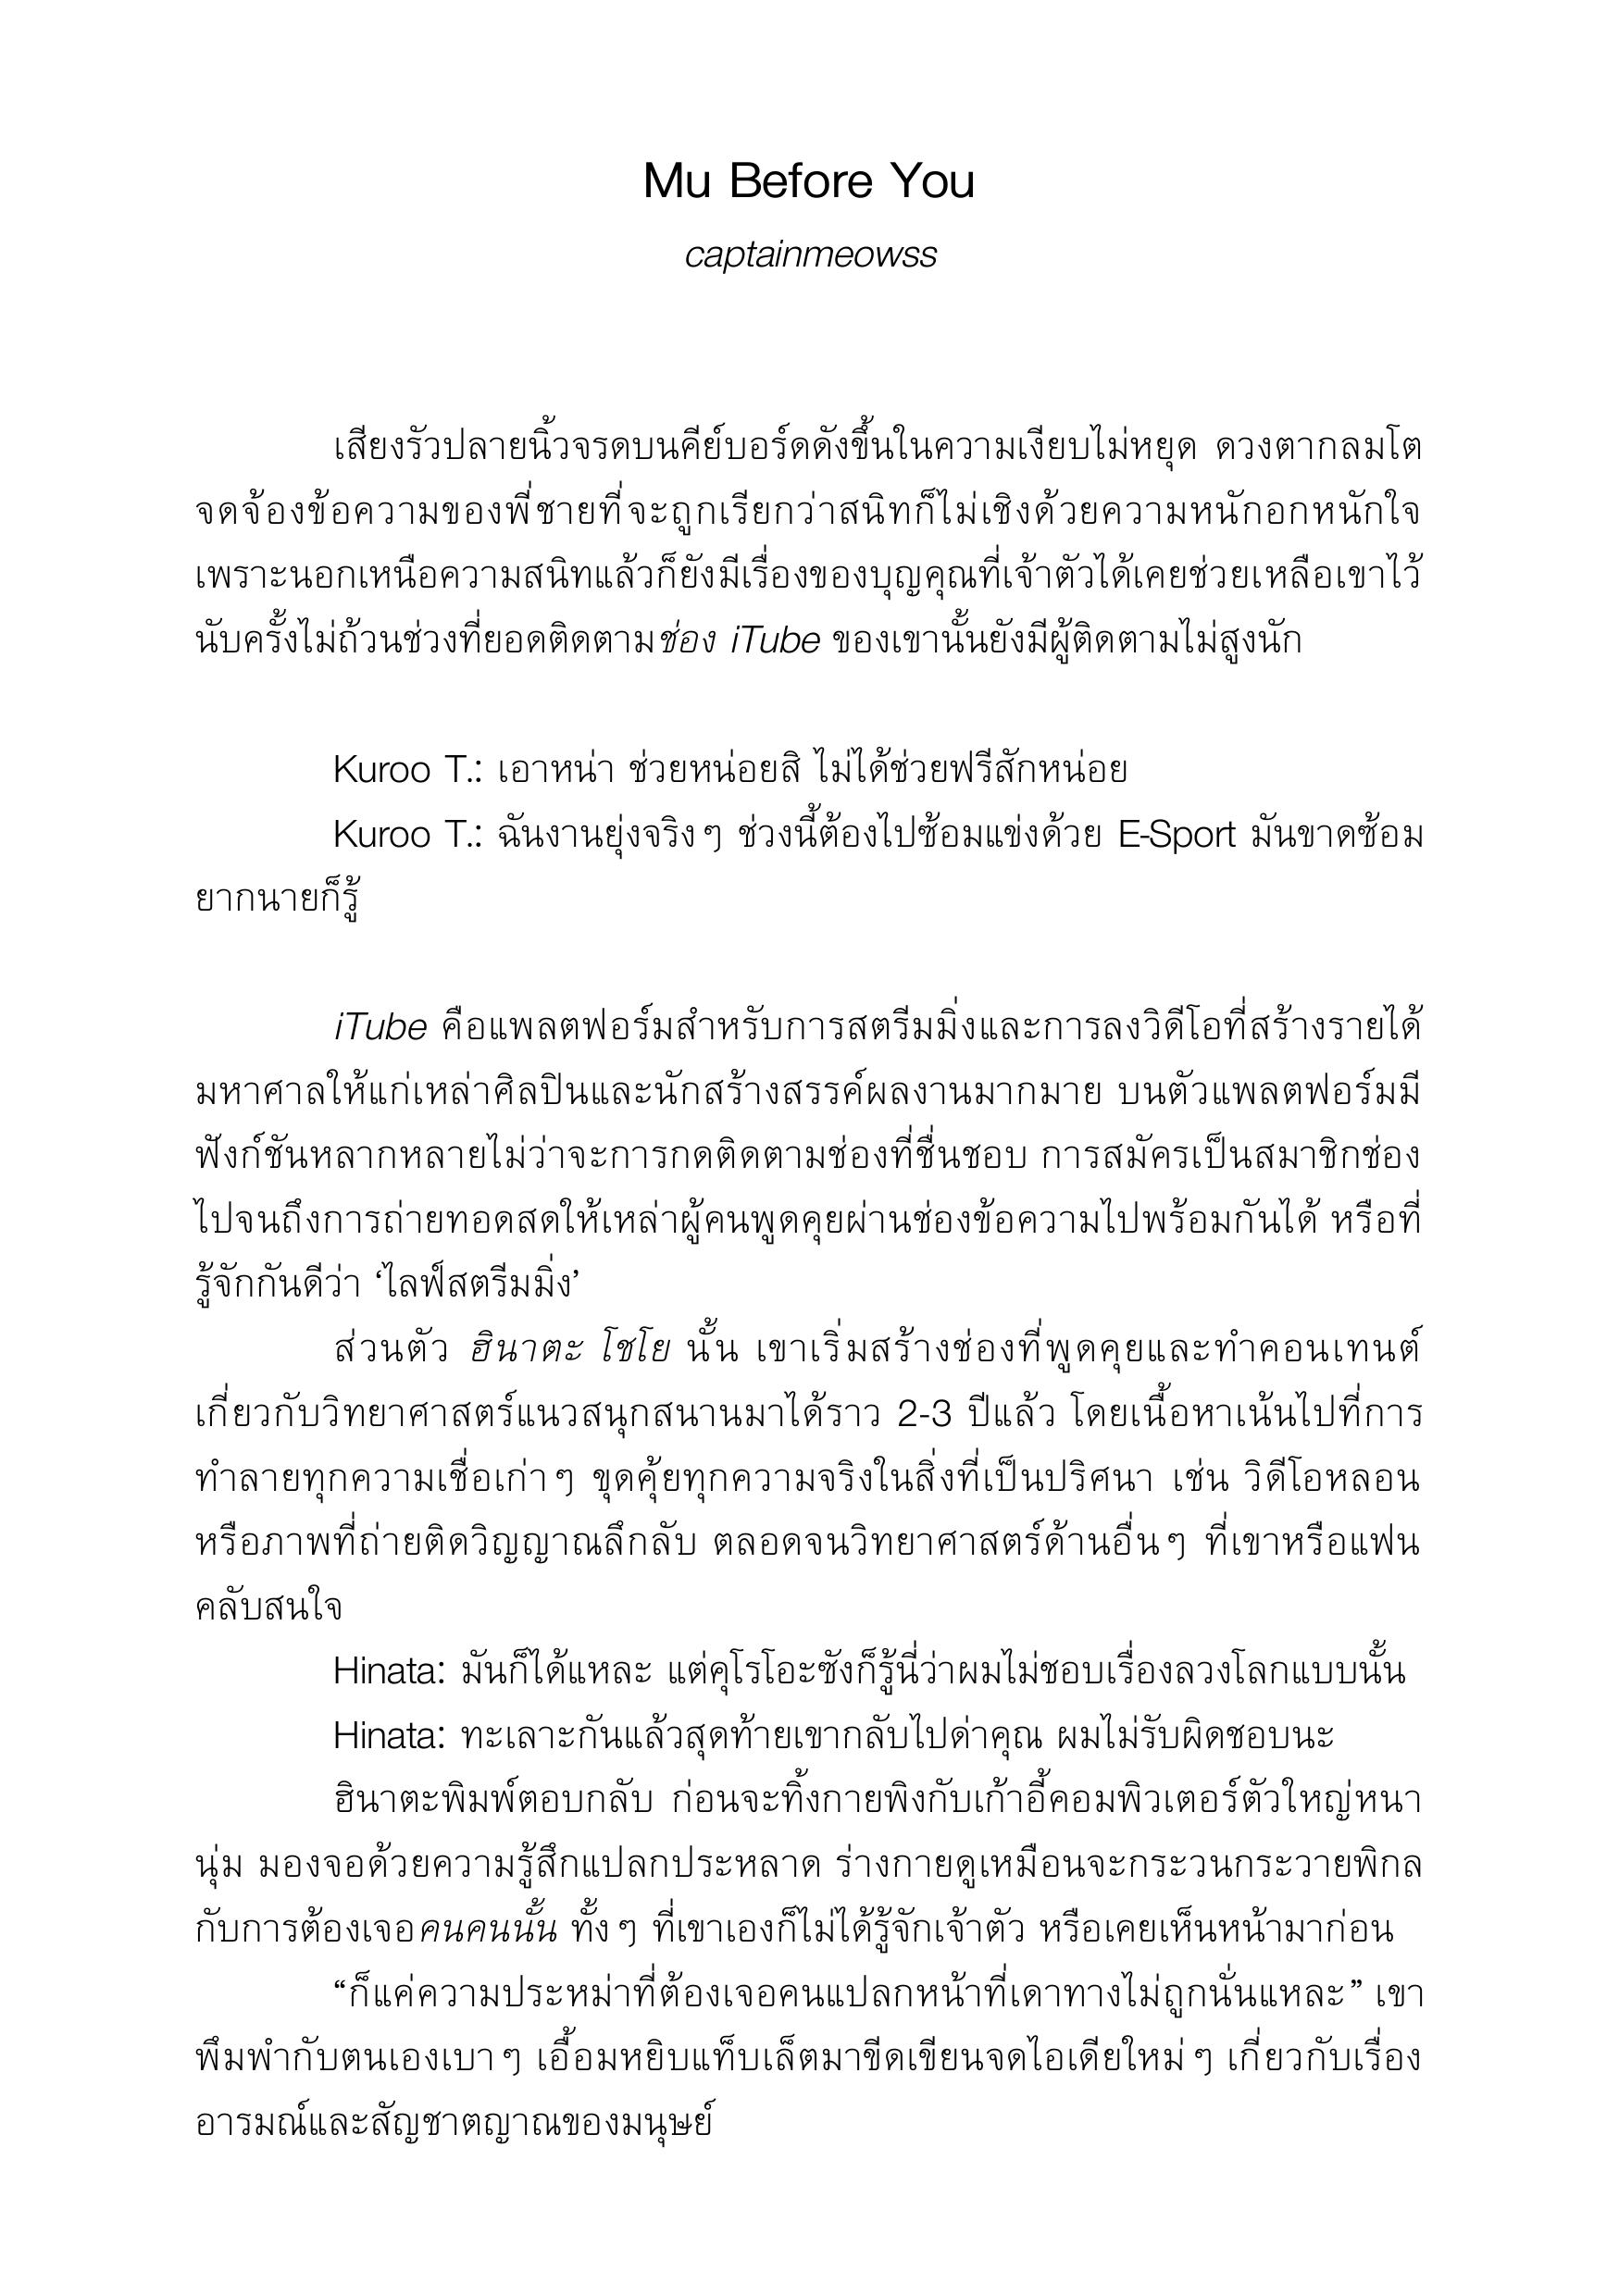 Mu Before You
captainmeowss
เสียงรัวปลายนิ้วจรดบนคีย์บอร์ดดังขึ้นในความเงียบไม่หยุด ดวงตากลมโต
จดจ้องข้อความของพี่ชายที่จะถูกเรียกว่าสนิทก็ไม่เชิงด้วยความหนักอกหนักใจ
เพราะนอกเหนือความสนิทแล้วก็ยังมีเรื่องของบุญคุณที่เจ้าตัวได้เคยช่วยเหลือเขาไว้
นับครั้งไม่ถ้วนช่วงที่ยอดติดตามช่อง iTube ของเขานั้นยังมีผู้ติดตามไม่สูงนัก
Kuroo T.: เอาหน่า ช่วยหน่อยสิ ไม่ได้ช่วยฟรีสักหน่อย
Kuroo T.: ฉันงานยุ่งจริงๆ ช่วงนี้ต้องไปซ้อมแข่งด้วย E-Sport มันขาดซ้อม
ยากนายก็รู้
iTube คือแพลตฟอร์มสำหรับการสตรีมมิ่งและการลงวิดีโอที่สร้างรายได้
มหาศาลให้แก่เหล่าศิลปินและนักสร้างสรรค์ผลงานมากมาย บนตัวแพลตฟอร์มมี
ฟังก์ชันหลากหลายไม่ว่าจะการกดติดตามช่องที่ชื่นชอบ การสมัครเป็นสมาชิกช่อง
ไปจนถึงการถ่ายทอดสดให้เหล่าผู้คนพูดคุยผ่านช่องข้อความไปพร้อมกันได้ หรือที่
รู้จักกันดีว่า ‘ไลฟ์สตรีมมิ่ง’
ส่วนตัว ฮินาตะ โชโย นั้น เขาเริ่มสร้างช่องที่พูดคุยและทำคอนเทนต์
เกี่ยวกับวิทยาศาสตร์แนวสนุกสนานมาได้ราว 2-3 ปีแล้ว โดยเนื้อหาเน้นไปที่การ
ทำลายทุกความเชื่อเก่าๆ ขุดคุ้ยทุกความจริงในสิ่งที่เป็นปริศนา เช่น วิดีโอหลอน
หรือภาพที่ถ่ายติดวิญญาณลึกลับ ตลอดจนวิทยาศาสตร์ด้านอื่นๆ ที่เขาหรือแฟน
คลับสนใจ
Hinata: มันก็ได้แหละ แต่คุโรโอะซังก็รู้นี่ว่าผมไม่ชอบเรื่องลวงโลกแบบนั้น
Hinata: ทะเลาะกันแล้วสุดท้ายเขากลับไปด่าคุณ ผมไม่รับผิดชอบนะ
ฮินาตะพิมพ์ตอบกลับ ก่อนจะทิ้งกายพิงกับเก้าอี้คอมพิวเตอร์ตัวใหญ่หนา
นุ่ม มองจอด้วยความรู้สึกแปลกประหลาด ร่างกายดูเหมือนจะกระวนกระวายพิกล
กับการต้องเจอคนคนนั้น ทั้งๆ ที่เขาเองก็ไม่ได้รู้จักเจ้าตัว หรือเคยเห็นหน้ามาก่อน
“ก็แค่ความประหม่าที่ต้องเจอคนแปลกหน้าที่เดาทางไม่ถูกนั่นแหละ” เขา
พึมพำกับตนเองเบาๆ เอื้อมหยิบแท็บเล็ตมาขีดเขียนจดไอเดียใหม่ๆ เกี่ยวกับเรื่อง
อารมณ์และสัญชาตญาณของมนุษย์